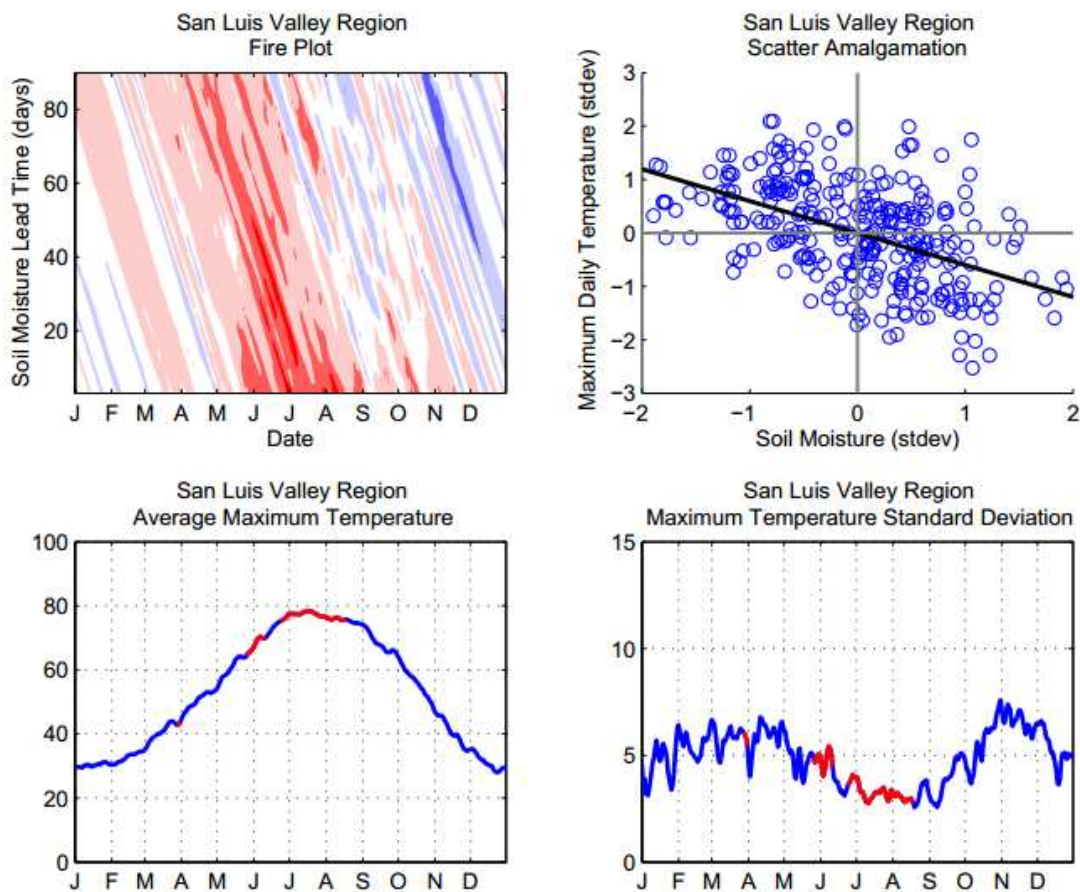 San Luis Valley Region
Fire Plot
Soil Moisture Lead Time (days)
80
60
40
20
J F M A M J J A S O N D
Date
San Luis Valley Region
Scatter Amalgamation
Maximum Daily Temperature (stdev)
3
2
1
0
−1
−2
−3
−2 −1 0 1 2
Soil Moisture (stdev)
San Luis Valley Region
Average Maximum Temperature
100
80
60
40
20
0
J F M A M J J A S O N D
San Luis Valley Region
Maximum Temperature Standard Deviation
15
10
5
0
J F M A M J J A S O N D